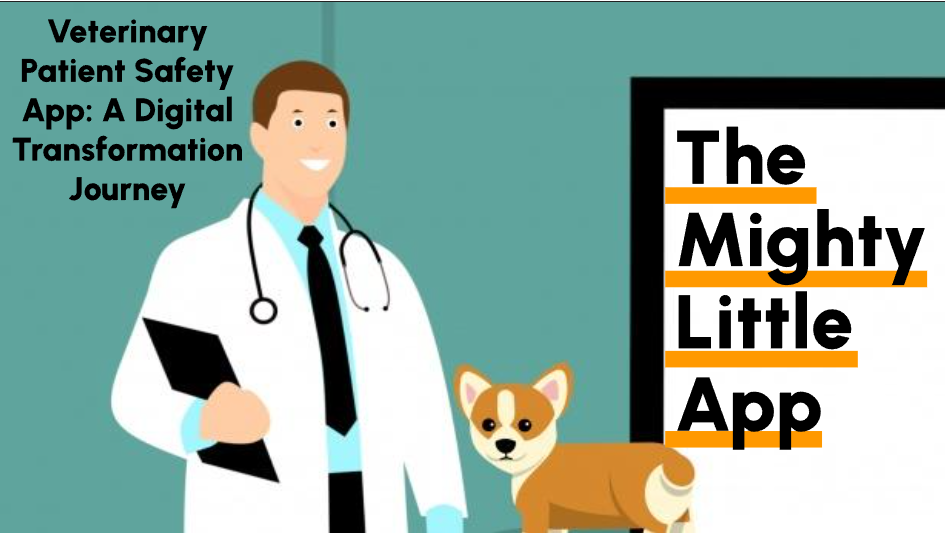 Veterinary
Patient Safety
App: A Digital
Transformation
Journey
The
Mighty
Little
App